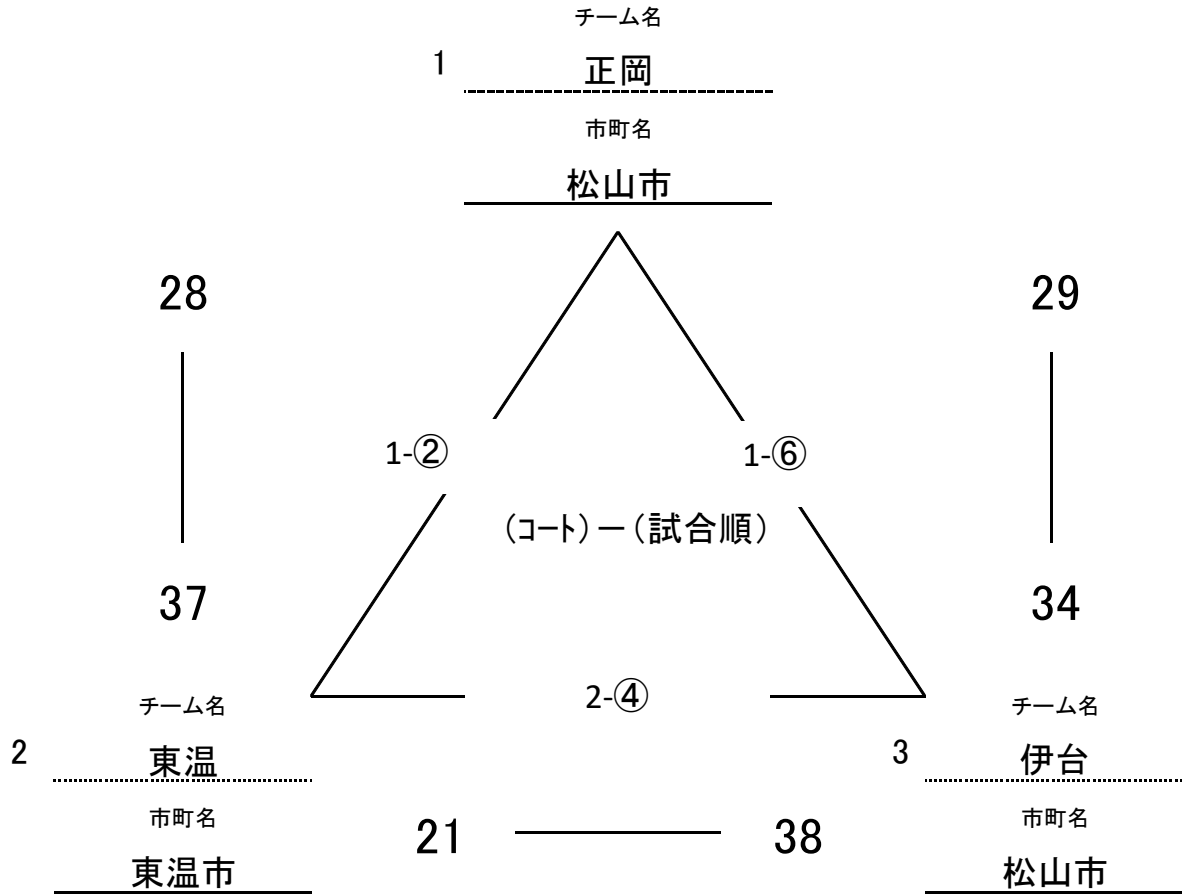 チーム名
1 正岡
市町名
松山市
28 29
1-② 1-⑥
(コート)ー(試合順)
37 34
2-④
チーム名 チーム名
2 東温 3 伊台
市町名 市町名
21 38
東温市 松山市